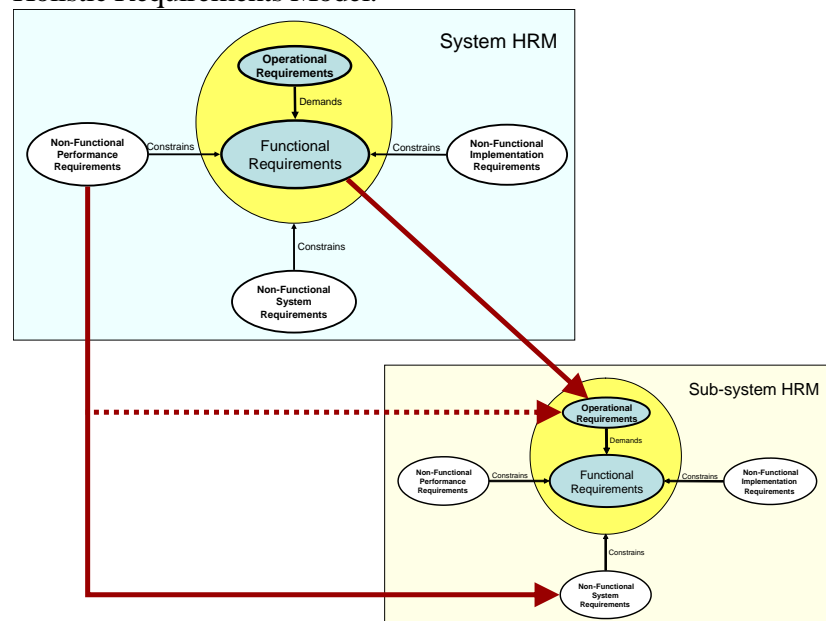 Holistic Requirements Model.
System HRM
Operational
Requirements
Demands
Non-Functional
Performance
Requirements
Constrains
Functional
Requirements
Constrains
Non-Functional
Implementation
Requirements
Constrains
Non-Functional
System
Requirements
Sub-system HRM
Operational
Requirements
Demands
Non-Functional
Performance
Requirements
Constrains
Functional
Requirements
Constrains
Non-Functional
Implementation
Requirements
Constrains
Non-Functional
System
Requirements